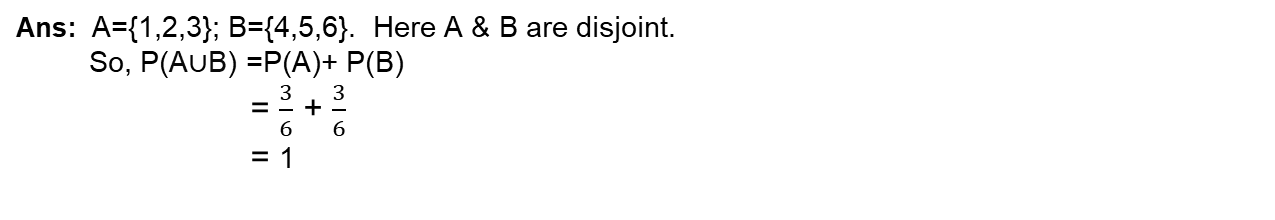 Ans: A={1,2,3}; B={4,5,6}. Here A & B are disjoint.
So, P(A∪B) =P(A)+ P(B)
= 3/6 + 3/6
= 1